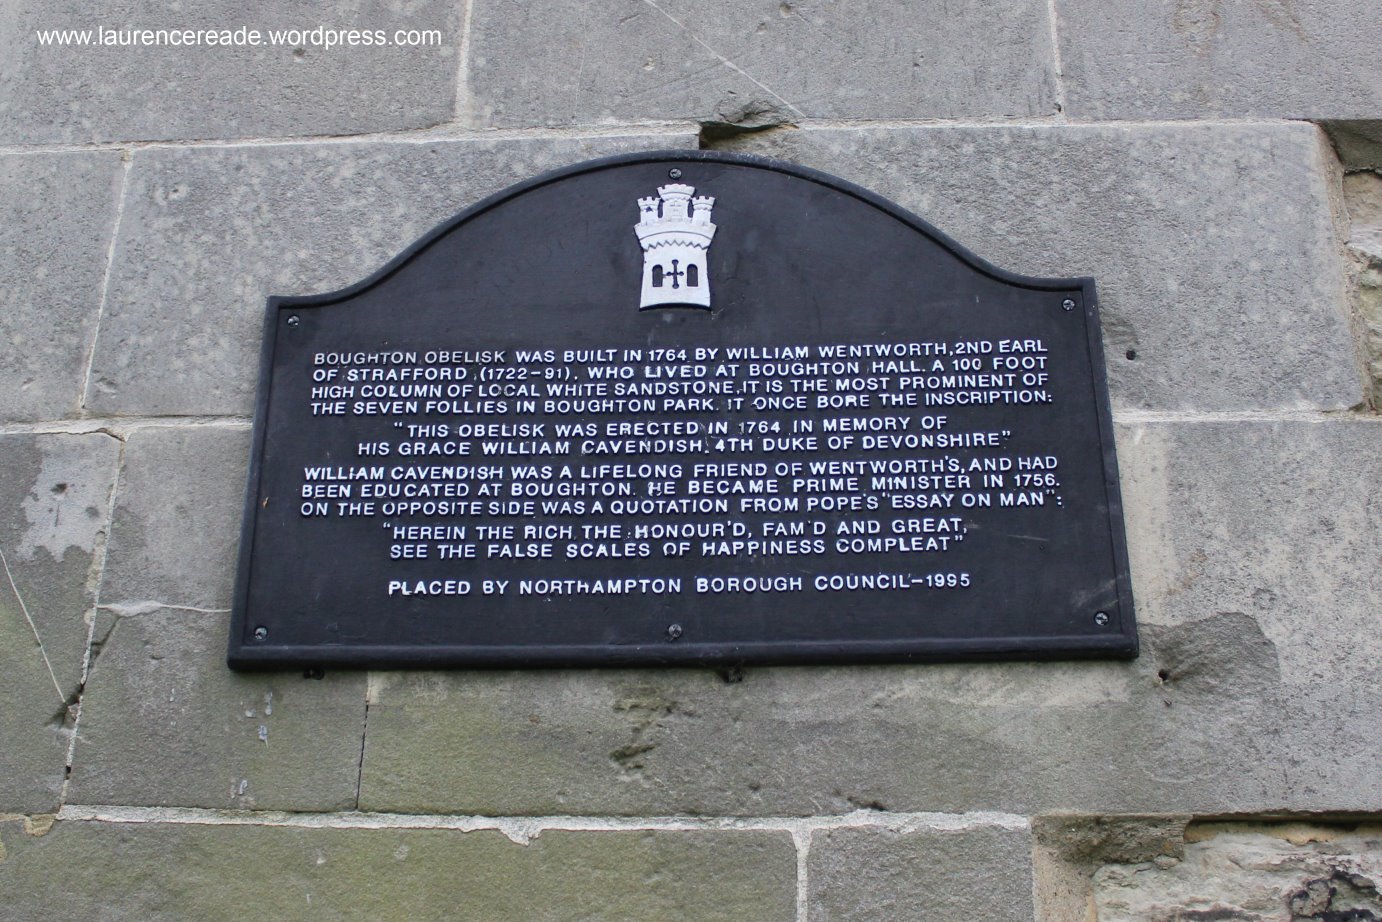 www.laurencereade.wordpress.com
BOUGHTON OBELISK WAS BUILT IN 1764 BY WILLIAM WENTWORTH, 2ND EARL
OF STRAFFORD (1722-91), WHO LIVED AT BOUGHTON HALL. A 100 FOOT
HIGH COLUMN OF LOCAL WHITE SANDSTONE, IT IS THE MOST PROMINENT OF
THE SEVEN FOLLIES IN BOUGHTON PARK. IT ONCE BORE THE INSCRIPTION:
"THIS OBELISK WAS ERECTED IN 1764 IN MEMORY OF
HIS GRACE WILLIAM CAVENDISH. 4TH DUKE OF DEVONSHIRE"
WILLIAM CAVENDISH WAS A LIFELONG FRIEND OF WENTWORTH'S, AND HAD
BEEN EDUCATED AT BOUGHTON. HE BECAME PRIME MINISTER IN 1756.
ON THE OPPOSITE SIDE WAS A QUOTATION FROM POPE'S "ESSAY ON MAN":
"HEREIN THE RICH, THE HONOUR'D, FAM'D AND GREAT,
SEE THE FALSE SCALES OF HAPPINESS COMPLEAT"
PLACED BY NORTHAMPTON BOROUGH COUNCIL-1995